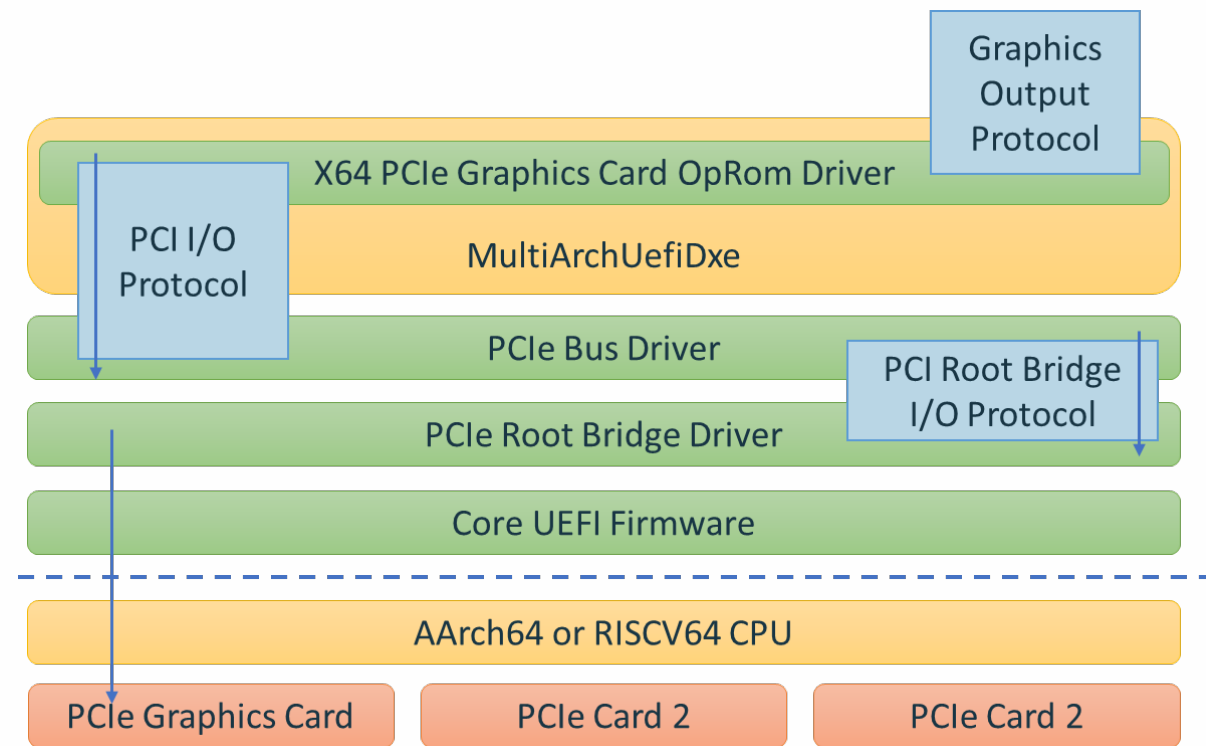 Graphics
Output
Protocol
X64 PCIe Graphics Card OpRom Driver
PCI I/O
Protocol
MultiArchUefiDxe
PCIe Bus Driver
PCI Root Bridge
I/O Protocol
PCIe Root Bridge Driver
Core UEFI Firmware
AArch64 or RISCV64 CPU
PCIe Graphics Card
PCIe Card 2
PCIe Card 2